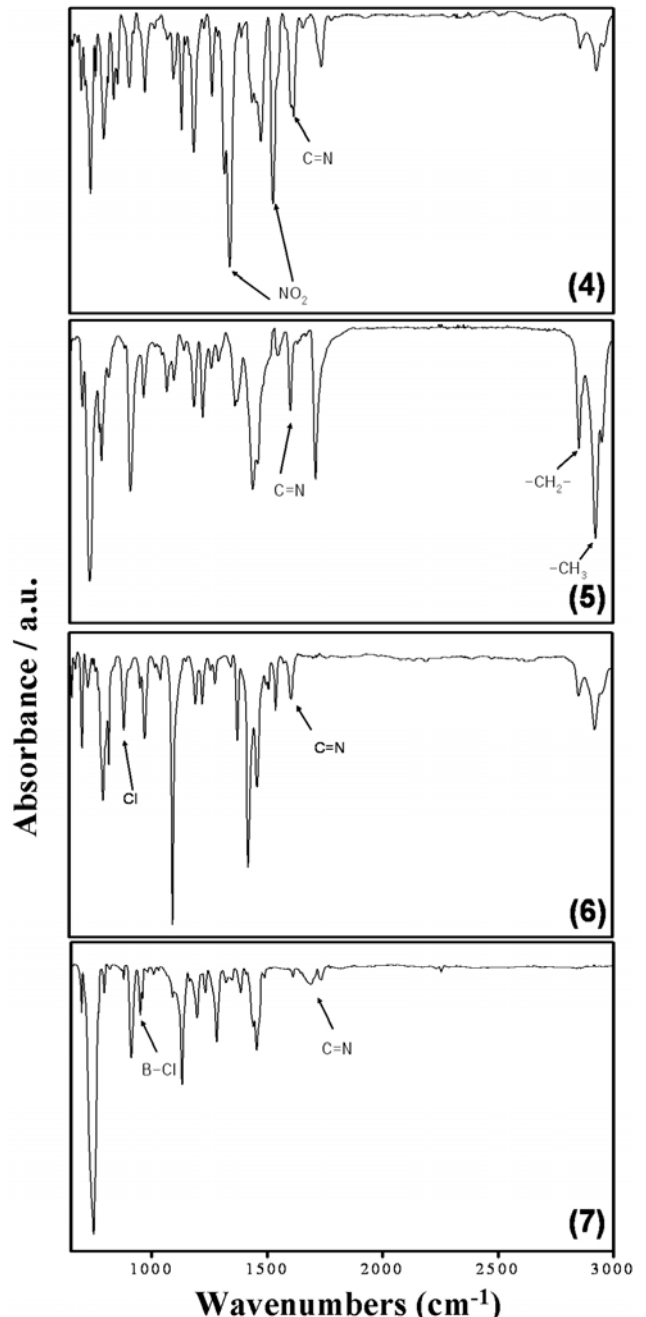 C=N
NO2
(4)
C=N
−CH2−
−CH3
(5)
C=N
Cl
(6)
B−Cl
C=N
(7)
Absorbance / a.u.
1000 1500 2000 2500 3000
Wavenumbers (cm-1)